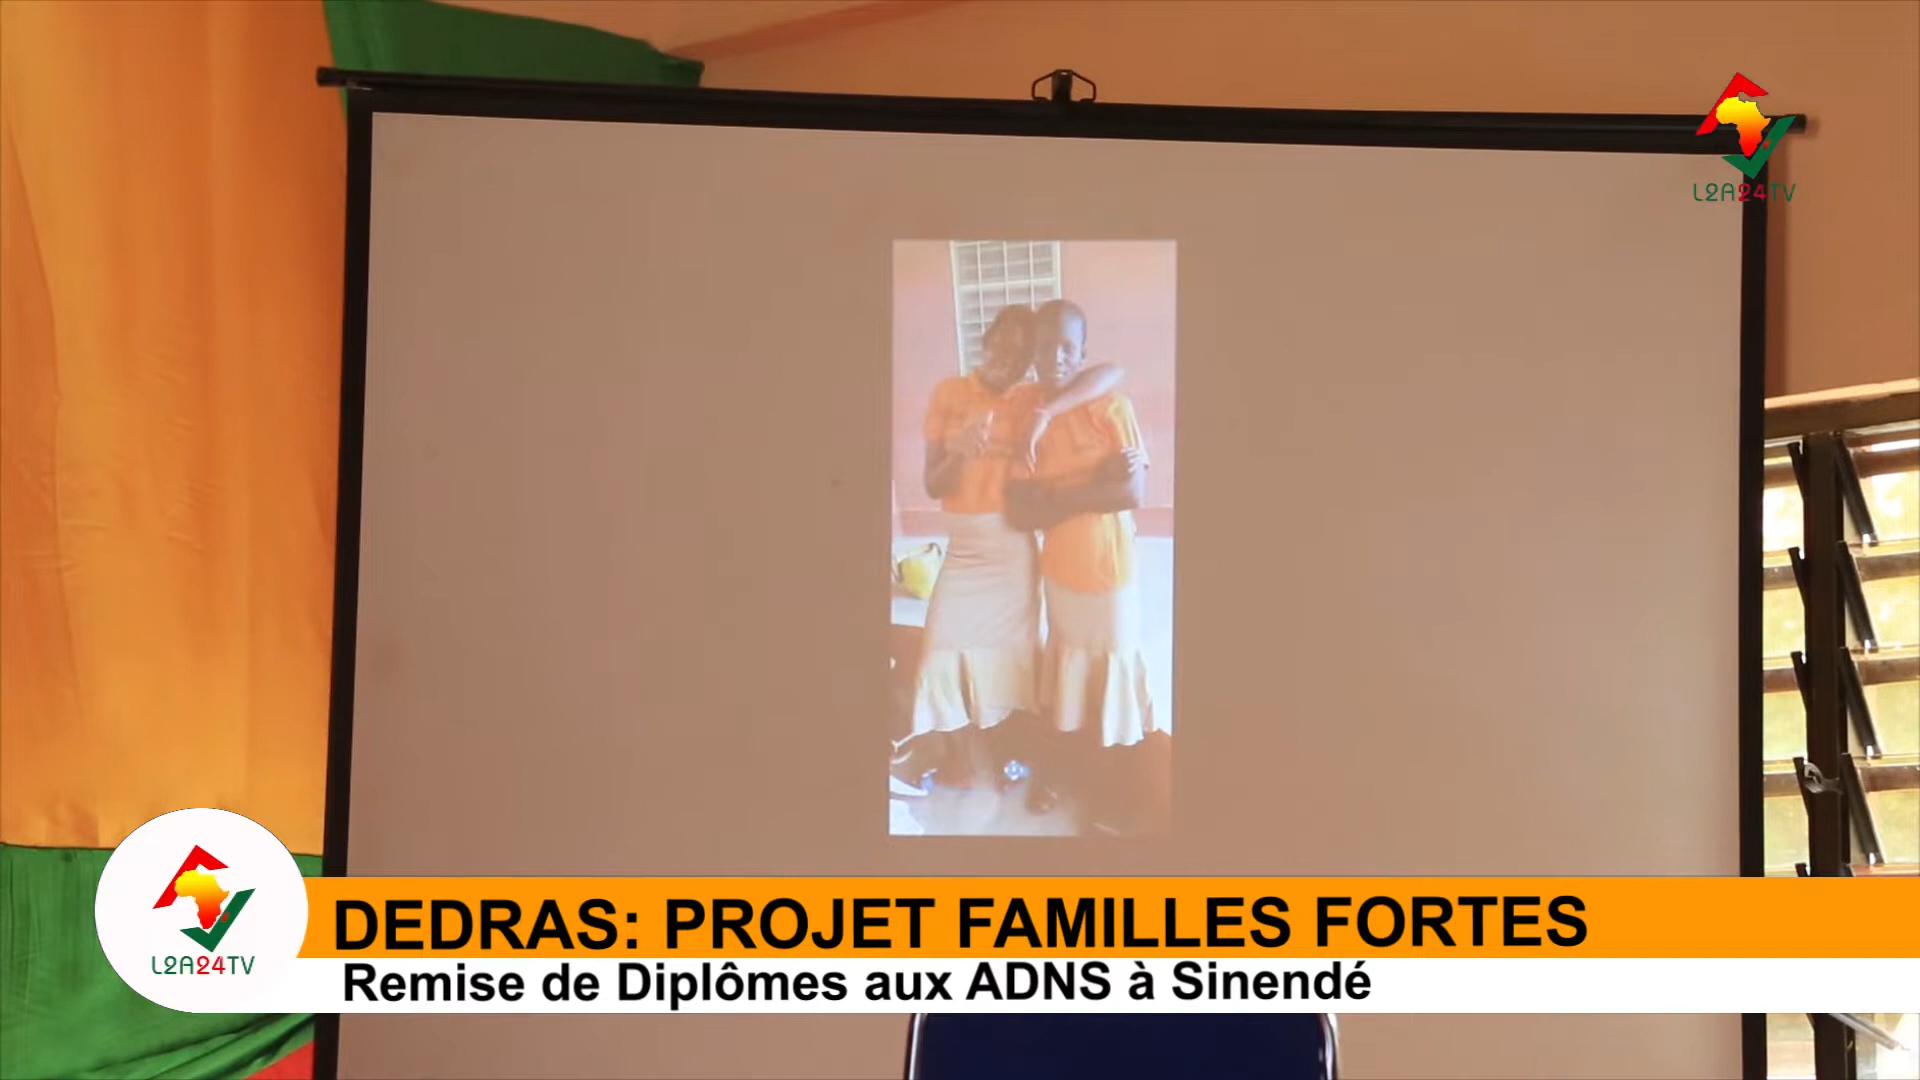 L2A24TV
DEDRAS: PROJET FAMILLES FORTES
L2A24TV
Remise de Diplômes aux ADNS à Sinendé